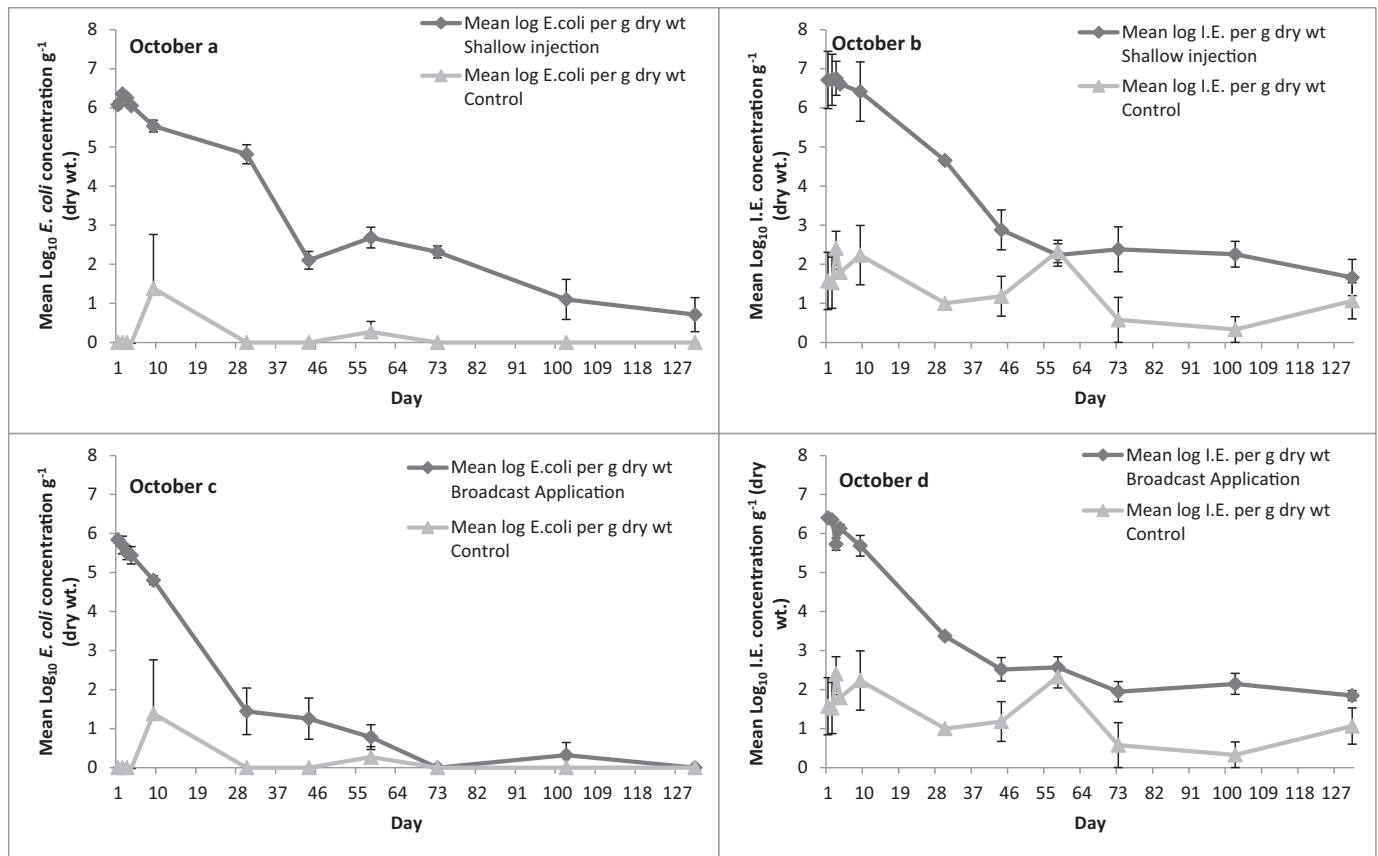 October a
Mean log E.coli per g dry wt
Shallow injection
Mean log E.coli per g dry wt
Control
Mean Log10 E. coli concentration g-1
(dry wt.)
8
7
6
5
4
3
2
1
0
1 10 19 28 37 46 55 64 73 82 91 100 109 118 127
Day
October b
Mean log I.E. per g dry wt
Shallow injection
Mean log I.E. per g dry wt
Control
Mean Log10 I.E. concentration g-1
(dry wt.)
8
7
6
5
4
3
2
1
0
1 10 19 28 37 46 55 64 73 82 91 100 109 118 127
Day
October c
Mean log E.coli per g dry wt
Broadcast Application
Mean log E.coli per g dry wt
Control
Mean Log10 E. coli concentration g-1
(dry wt.)
8
7
6
5
4
3
2
1
0
1 10 19 28 37 46 55 64 73 82 91 100 109 118 127
Day
October d
Mean log I.E. per g dry wt
Broadcast Application
Mean log I.E. per g dry wt
Control
Mean Log10 I.E. concentration g-1 (dry
wt.)
8
7
6
5
4
3
2
1
0
1 10 19 28 37 46 55 64 73 82 91 100 109 118 127
Day